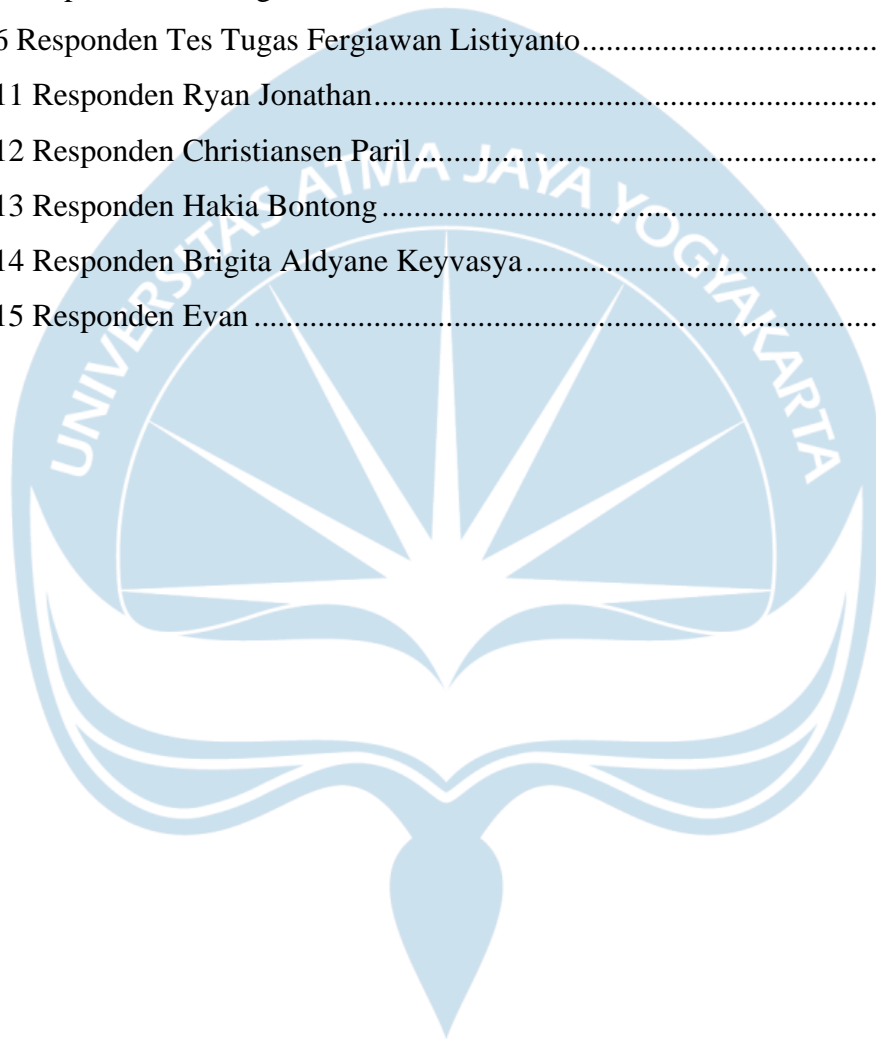 6 Responden Tes Tugas Fergiawan Listiyanto
11 Responden Ryan Jonathan
12 Responden Christiansen Paril
13 Responden Hakia Bontong
14 Responden Brigita Aldyane Keyvasya
15 Responden Evan
UNIVERSITAS ATMA JAYA YOGYAKARTA